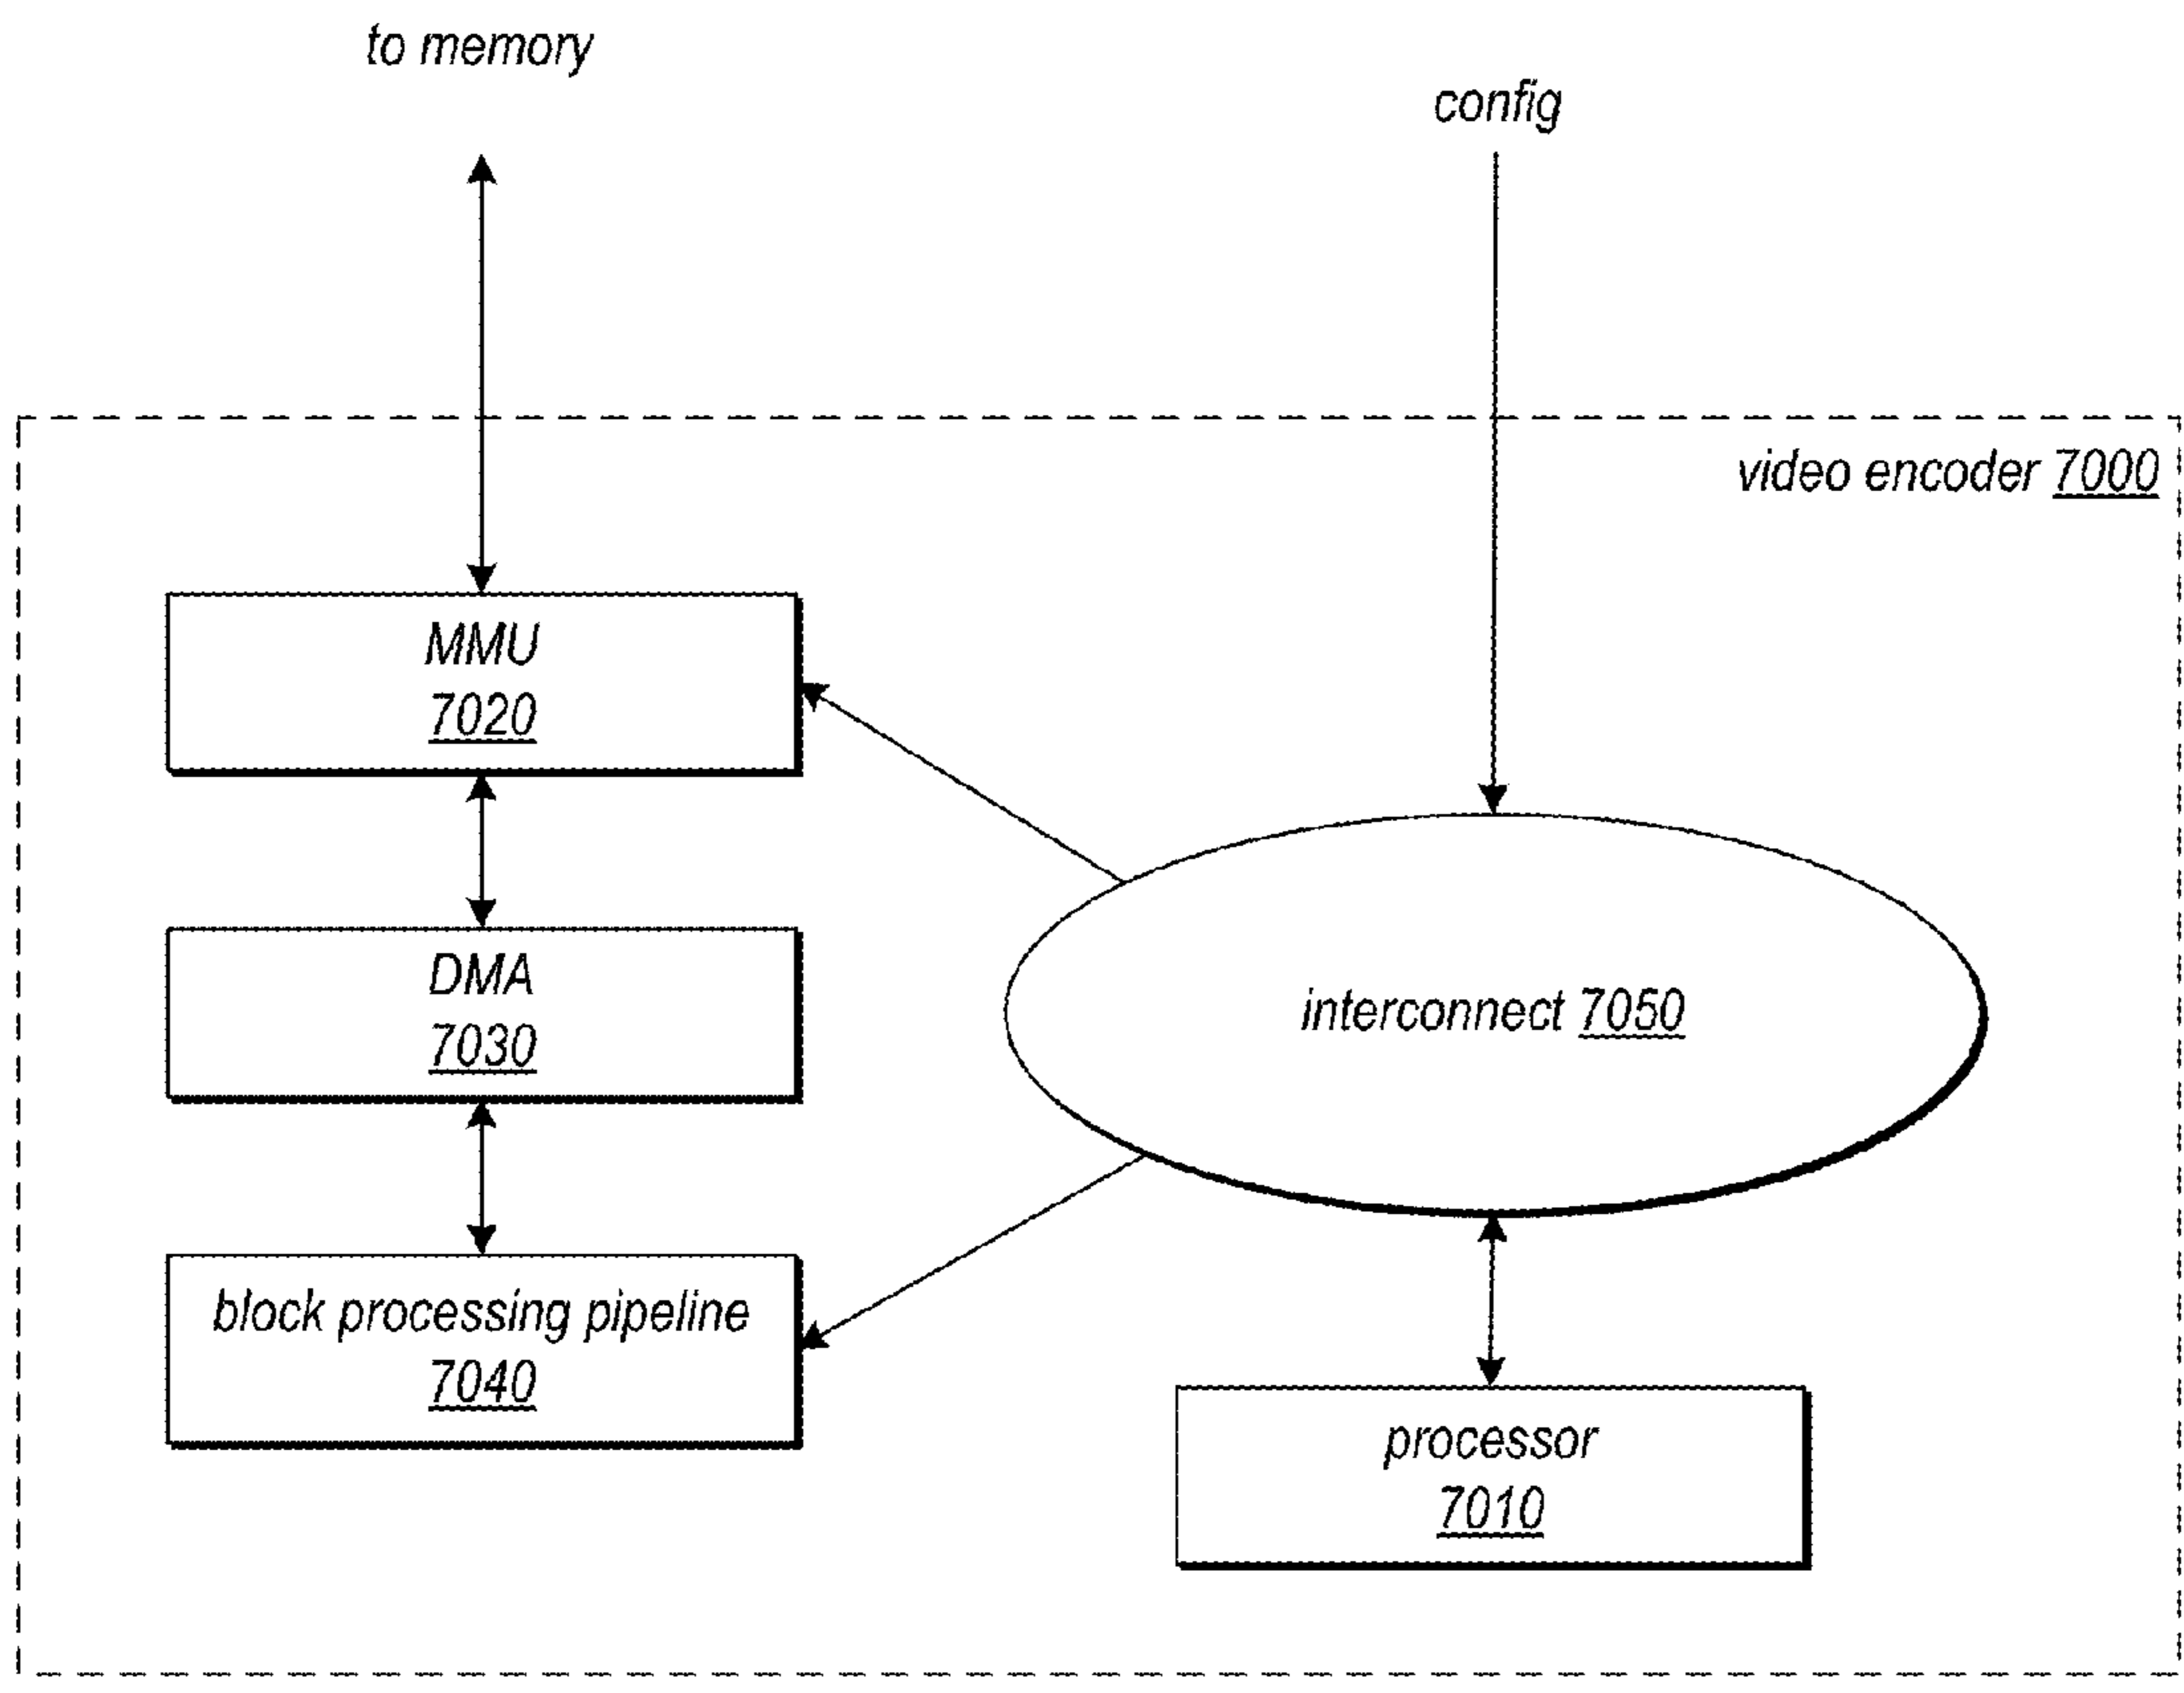 to memory
config
video encoder 7000
MMU
7020
DMA
7030
interconnect 7050
block processing pipeline
7040
processor
7010